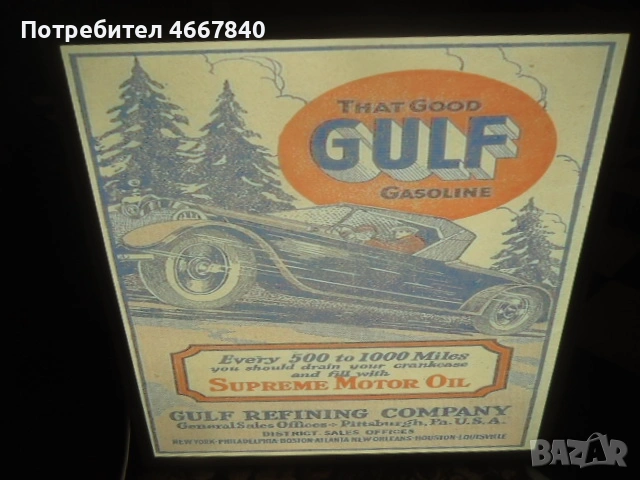 Потребител 4667840
THAT GOOD
GULF
GASOLINE
Every 500 to 1000 Miles
you should drain your crankcase
and fill with
SUPREME MOTOR OIL
GULF REFINING COMPANY
General Sales Offices - Pittsburgh, Pa. U.S.A.
DISTRICT SALES OFFICES
NEW YORK-PHILADELPHIA-BOSTON-ATLANTA-NEW ORLEANS-HOUSTON-LOUISVILLE
BAZAR